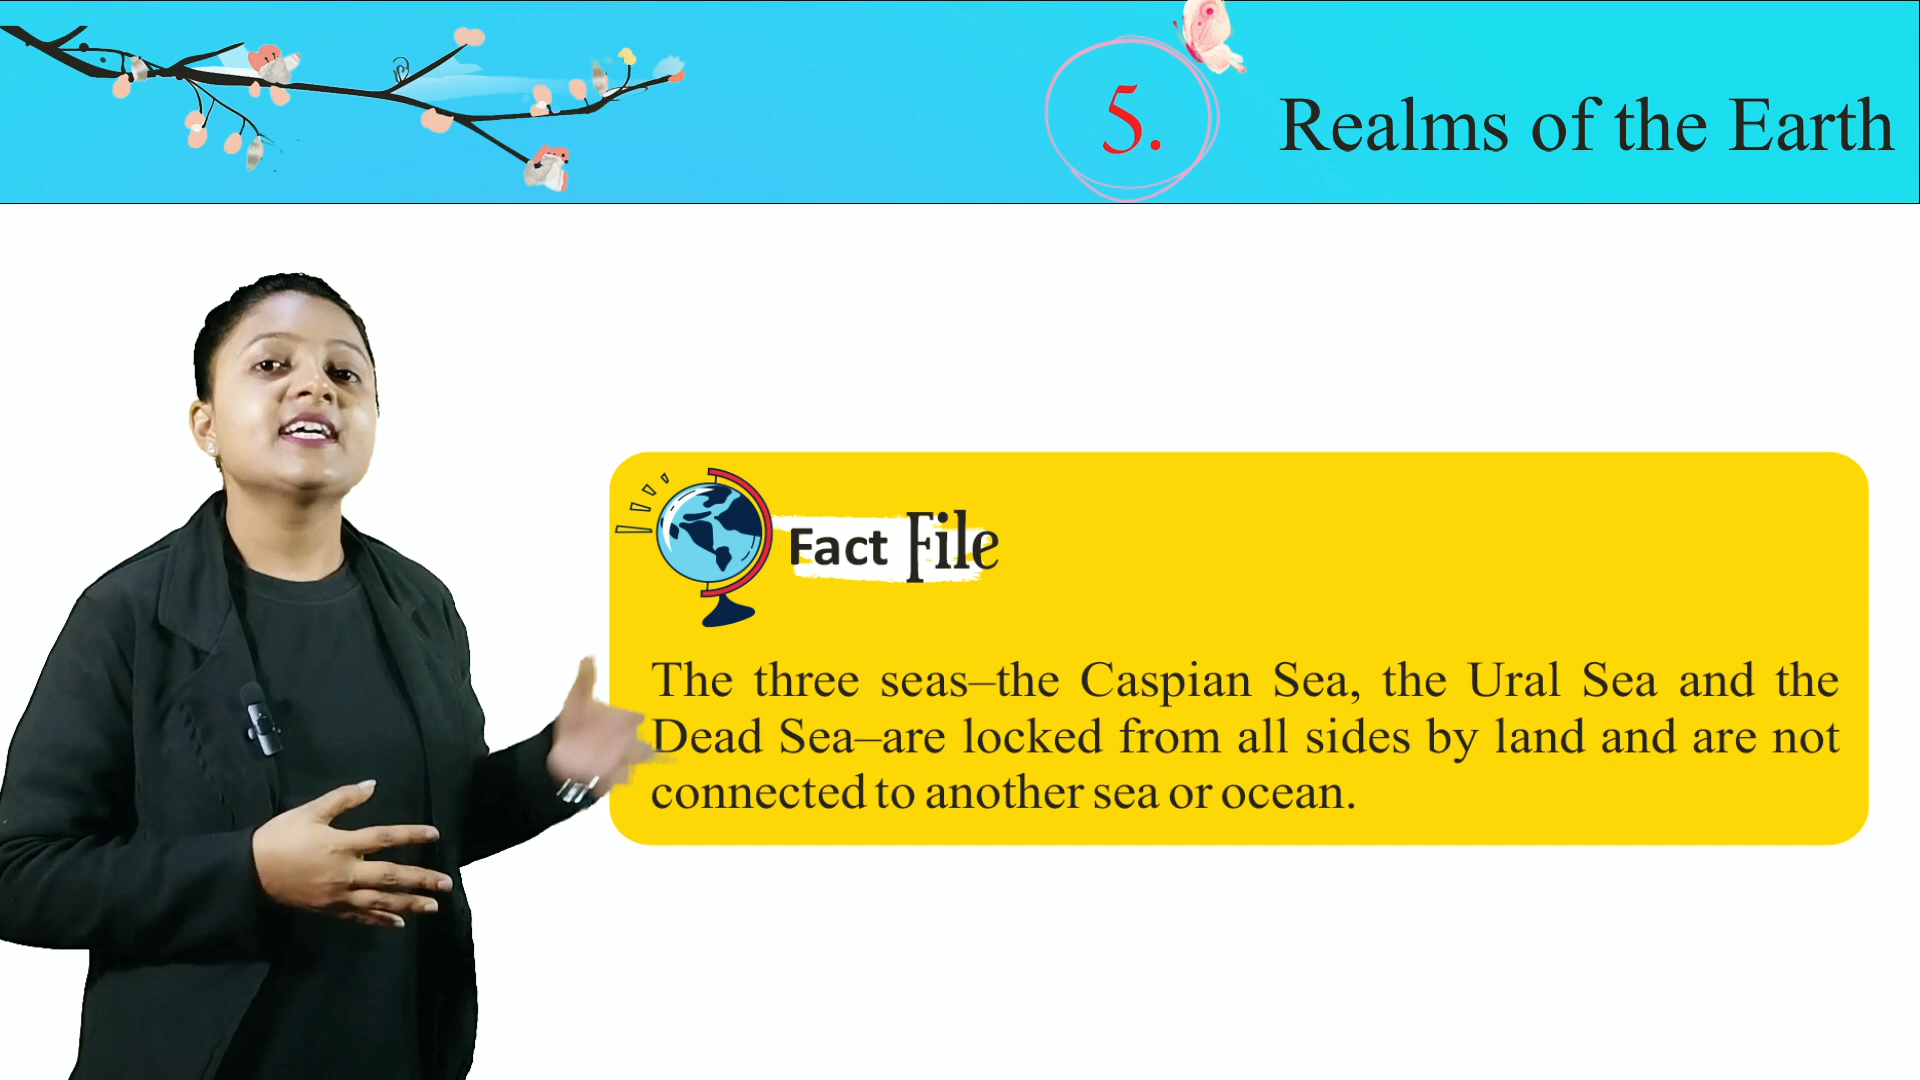 5. Realms of the Earth
Fact File
The three seas–the Caspian Sea, the Ural Sea and the
Dead Sea–are locked from all sides by land and are not
connected to another sea or ocean.